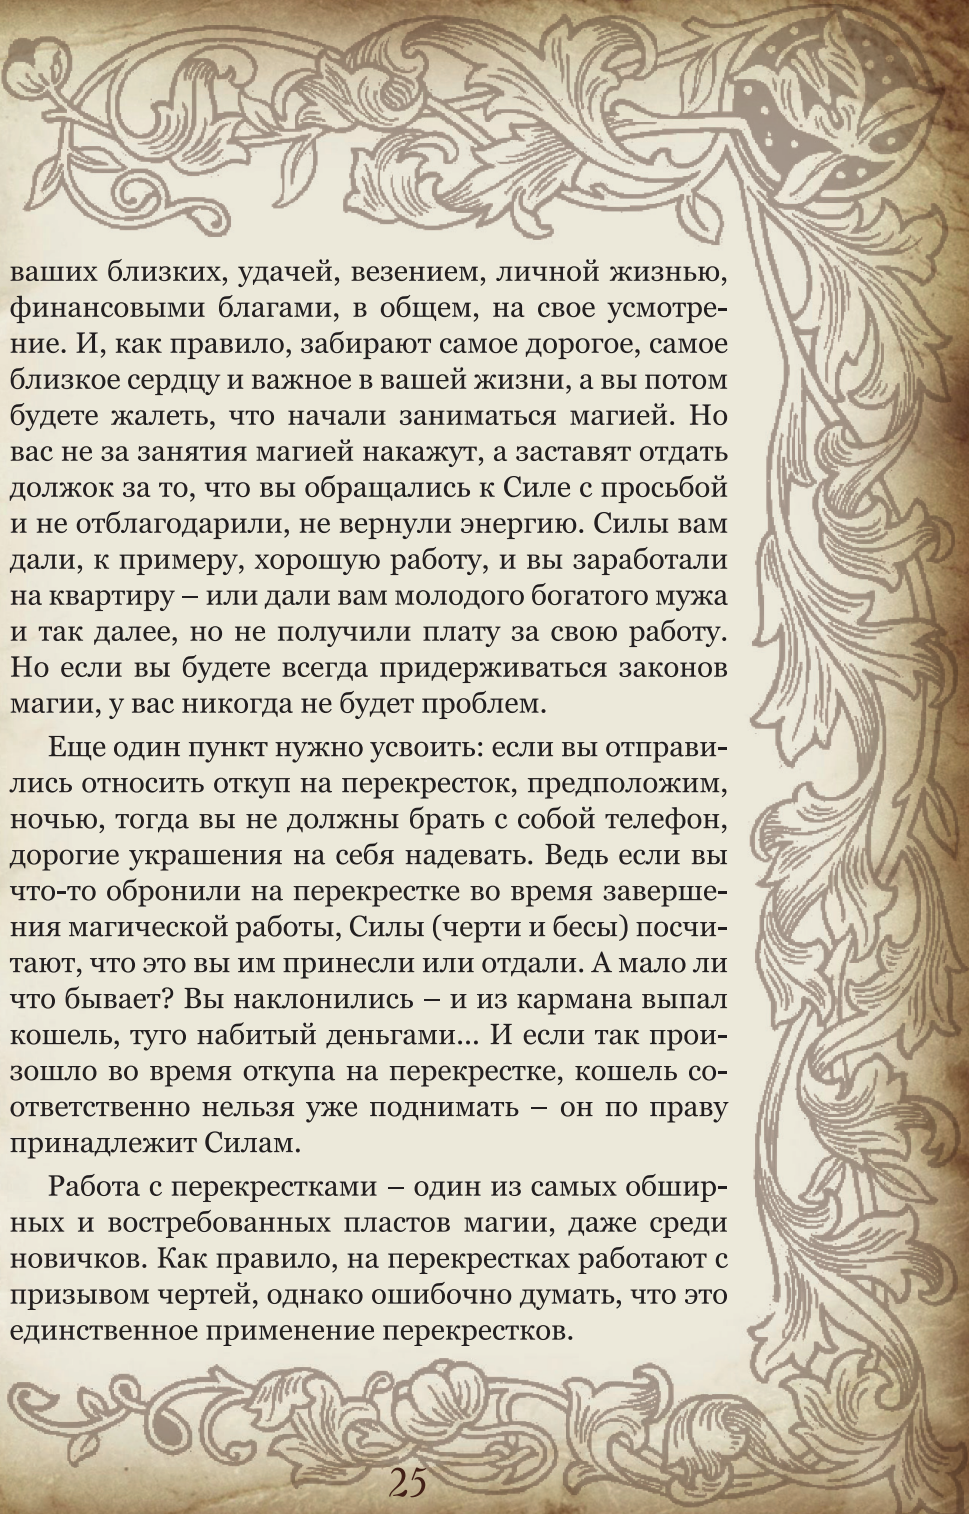 ваших близких, удачей, везением, личной жизнью,
финансовыми благами, в общем, на свое усмотре-
ние. И, как правило, забирают самое дорогое, самое
близкое сердцу и важное в вашей жизни, а вы потом
будете жалеть, что начали заниматься магией. Но
вас не за занятия магией накажут, а заставят отдать
должок за то, что вы обращались к Силе с просьбой
и не отблагодарили, не вернули энергию. Силы вам
дали, к примеру, хорошую работу, и вы заработали
на квартиру – или дали вам молодого богатого мужа
и так далее, но не получили плату за свою работу.
Но если вы будете всегда придерживаться законов
магии, у вас никогда не будет проблем.
Еще один пункт нужно усвоить: если вы отправи-
лись относить откуп на перекресток, предположим,
ночью, тогда вы не должны брать с собой телефон,
дорогие украшения на себя надевать. Ведь если вы
что-то обронили на перекрестке во время заверше-
ния магической работы, Силы (черти и бесы) посчи-
тают, что это вы им принесли или отдали. А мало ли
что бывает? Вы наклонились – и из кармана выпал
кошель, туго набитый деньгами... И если так прои-
зошло во время откупа на перекрестке, кошель со-
ответственно нельзя уже поднимать – он по праву
принадлежит Силам.
Работа с перекрестками – один из самых обшир-
ных и востребованных пластов магии, даже среди
новичков. Как правило, на перекрестках работают с
призывом чертей, однако ошибочно думать, что это
единственное применение перекрестков.
25